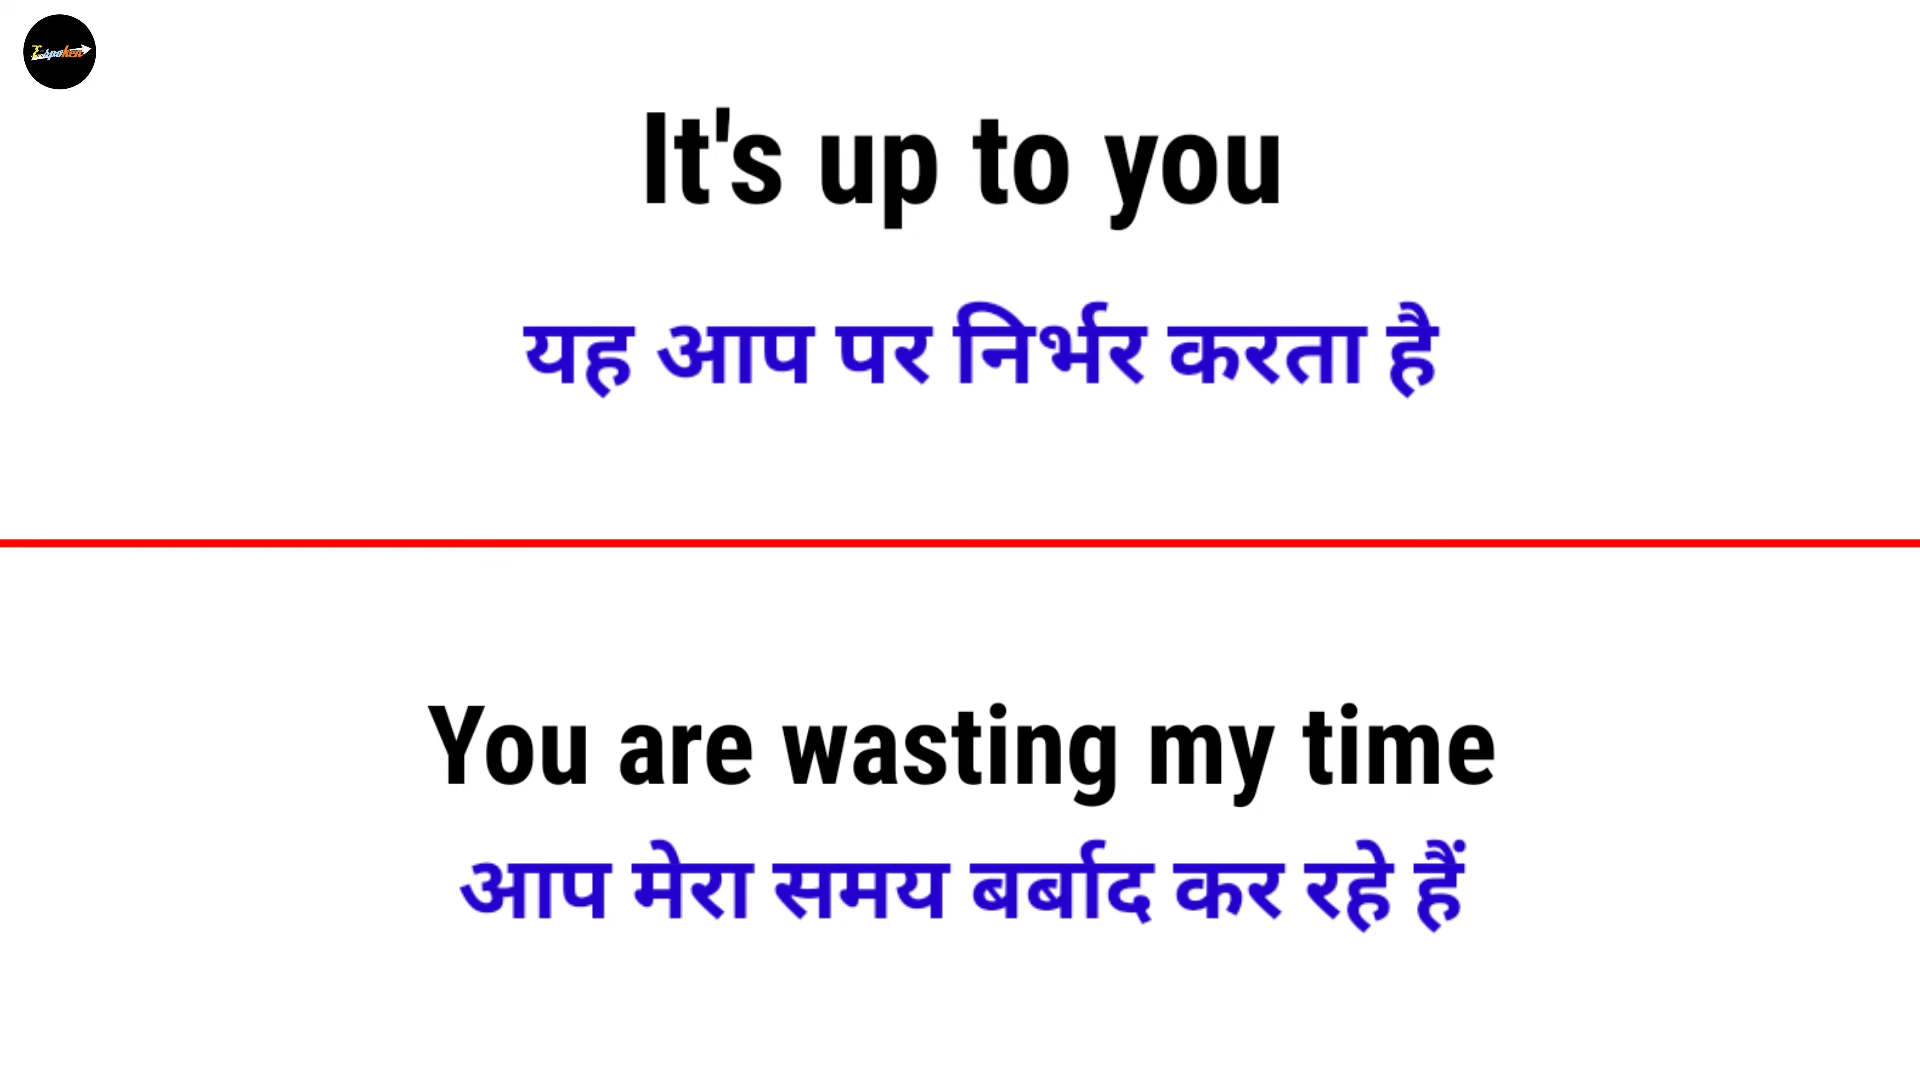 Espoken
It's up to you
यह आप पर निर्भर करता है
You are wasting my time
आप मेरा समय बर्बाद कर रहे हैं